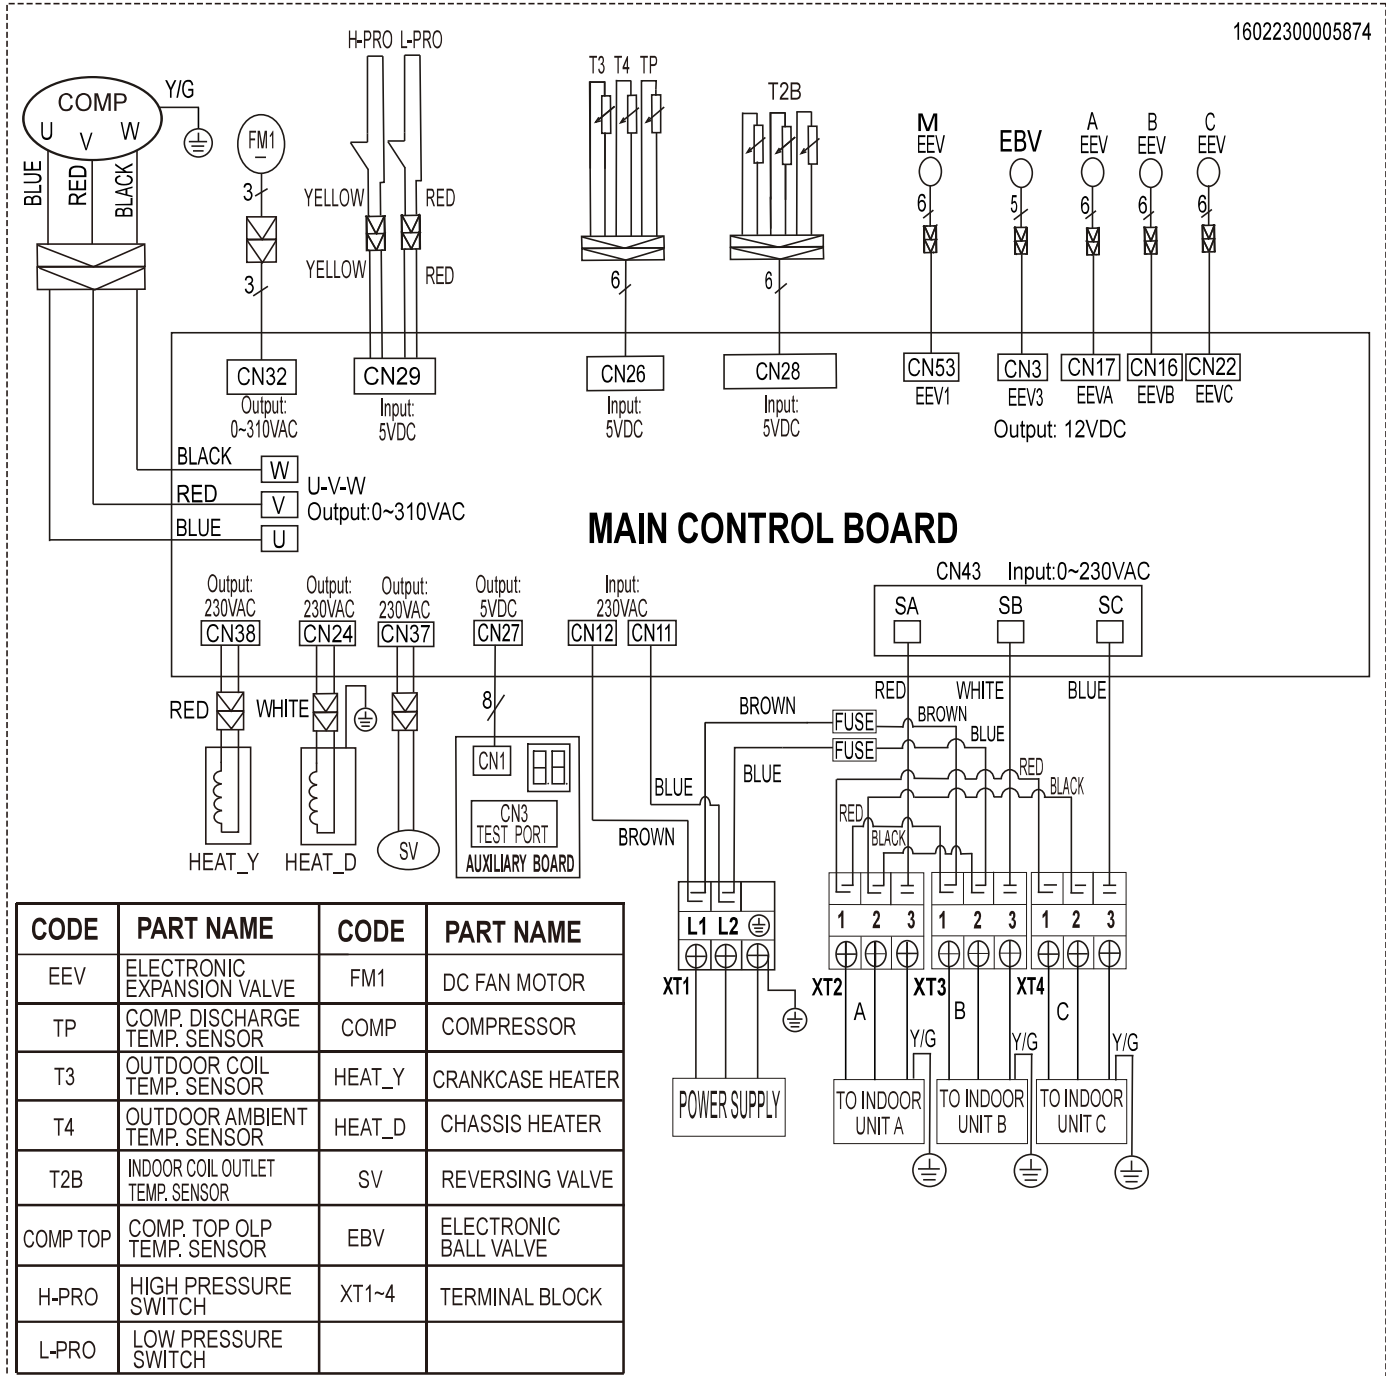 16022300005874
H-PRO L-PRO
COMP
U V W
Y/G
BLUE
RED
BLACK
FM1
3
3
YELLOW
RED
YELLOW
RED
T3 T4 TP
6
T2B
6
M
EEV
6
EBV
5
A
EEV
6
B
EEV
6
C
EEV
6
CN32
Output:
0~310VAC
CN29
Input:
5VDC
CN26
Input:
5VDC
CN28
Input:
5VDC
CN53
EEV1
CN3
EEV3
CN17
EEVA
CN16
EEVB
CN22
EEVC
Output: 12VDC
BLACK
W
RED
V
BLUE
U
U-V-W
Output:0~310VAC
MAIN CONTROL BOARD
CN43 Input:0~230VAC
SA SB SC
Output:
230VAC
CN38
Output:
230VAC
CN24
Output:
230VAC
CN37
Output:
5VDC
CN27
Input:
230VAC
CN12 CN11
RED
WHITE
HEAT_Y
HEAT_D
SV
8
CN1
CN3
TEST PORT
AUXILIARY BOARD
BLUE
BROWN
BROWN
BLUE
FUSE
FUSE
RED
WHITE
BLUE
BROWN
BLUE
RED
BLACK
RED
BLACK
L1 L2
XT1
POWER SUPPLY
1 2 3
XT2
A
Y/G
TO INDOOR
UNIT A
1 2 3
XT3
B
Y/G
TO INDOOR
UNIT B
1 2 3
XT4
C
Y/G
TO INDOOR
UNIT C
CODE PART NAME CODE PART NAME
EEV ELECTRONIC
EXPANSION VALVE FM1 DC FAN MOTOR
TP COMP. DISCHARGE
TEMP. SENSOR COMP COMPRESSOR
T3 OUTDOOR COIL
TEMP. SENSOR HEAT_Y CRANKCASE HEATER
T4 OUTDOOR AMBIENT
TEMP. SENSOR HEAT_D CHASSIS HEATER
T2B INDOOR COIL OUTLET
TEMP. SENSOR SV REVERSING VALVE
COMP TOP COMP. TOP OLP
TEMP. SENSOR EBV ELECTRONIC
BALL VALVE
H-PRO HIGH PRESSURE
SWITCH XT1~4 TERMINAL BLOCK
L-PRO LOW PRESSURE
SWITCH